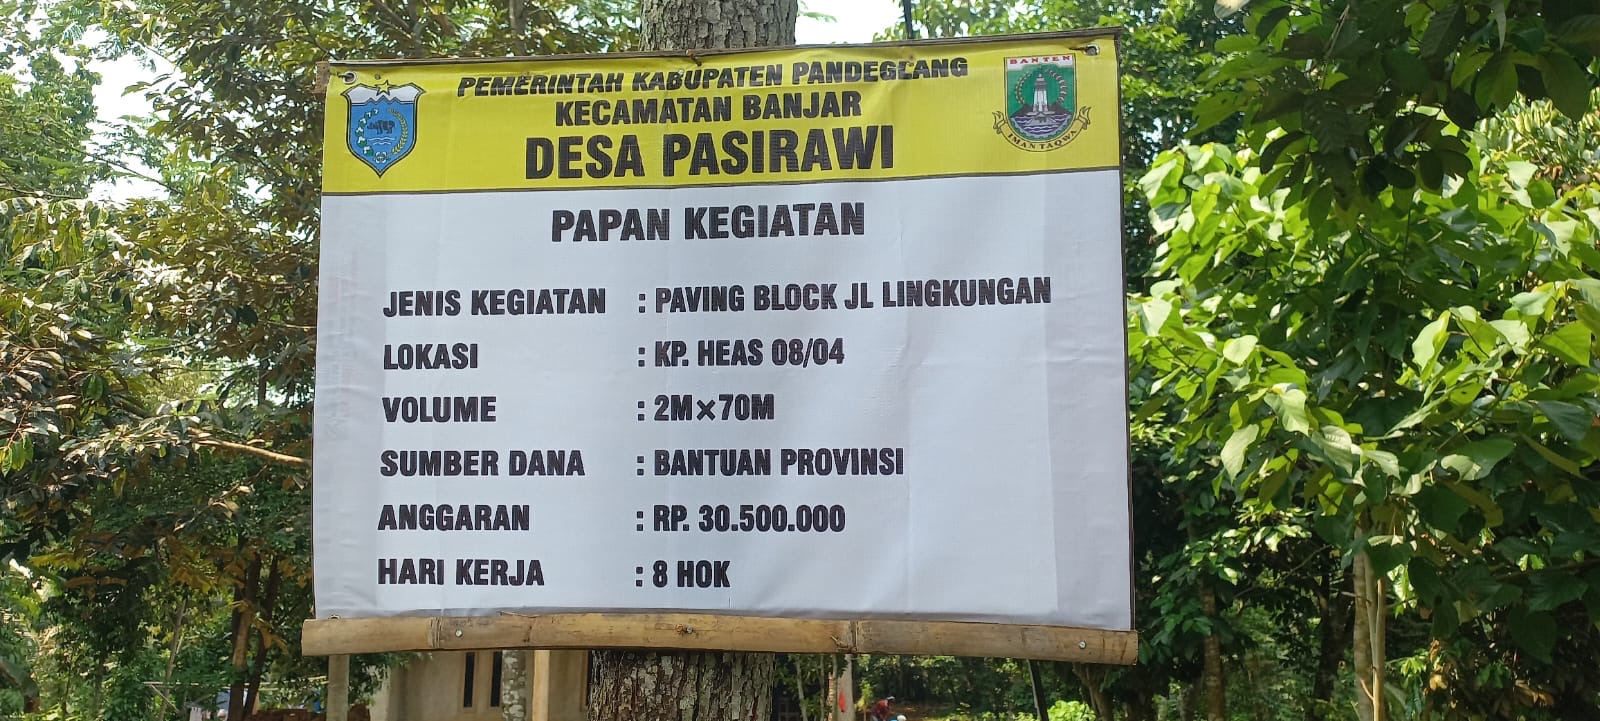 PEMERINTAH KABUPATEN PANDEGLANG
KECAMATAN BANJAR
DESA PASIRAWI
BANTEN
IMAN TAQWA
PAPAN KEGIATAN
JENIS KEGIATAN : PAVING BLOCK JL LINGKUNGAN
LOKASI : KP. HEAS 08/04
VOLUME : 2M×70M
SUMBER DANA : BANTUAN PROVINSI
ANGGARAN : RP. 30.500.000
HARI KERJA : 8 HOK